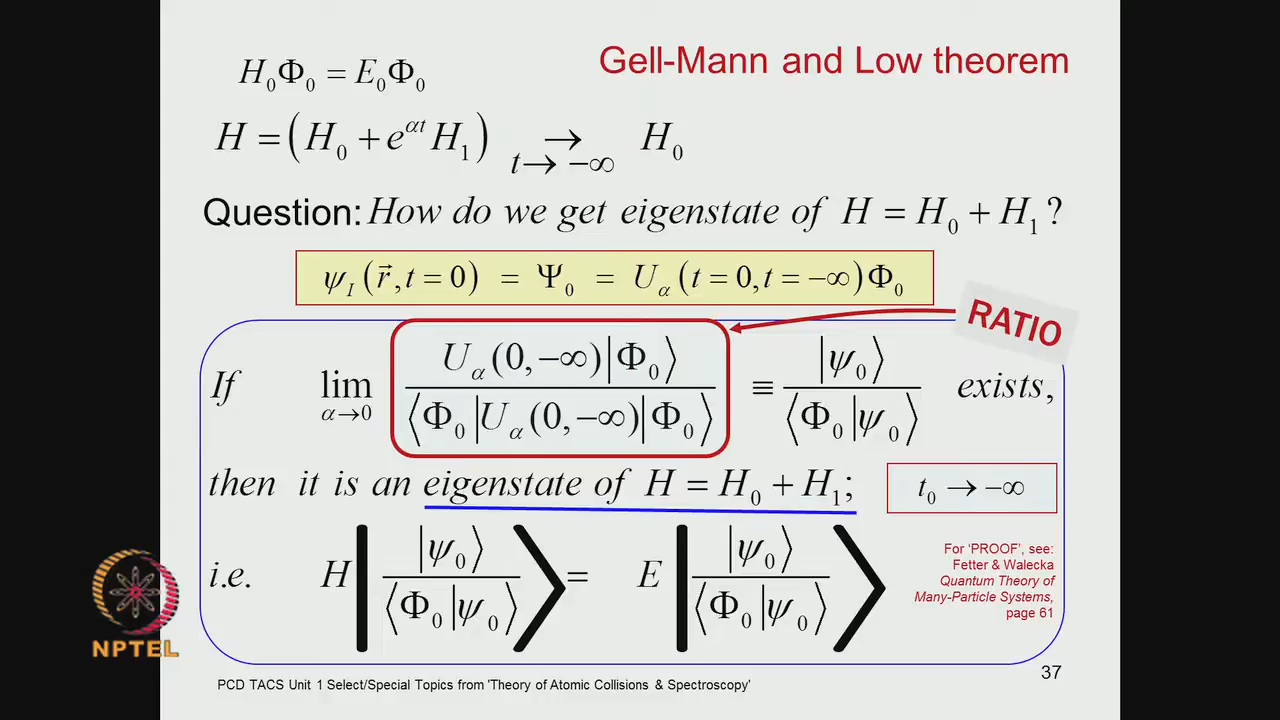 Gell-Mann and Low theorem
H₀Φ₀ = E₀Φ₀
H = (H₀ + e^{αt} H₁) → _{t→ −∞} H₀
Question: How do we get eigenstate of H = H₀ + H₁ ?
ψ_I (r⃗, t = 0) = Ψ₀ = U_α (t = 0, t = −∞) Φ₀
RATIO
If lim_{α→0} U_α(0, −∞)|Φ₀⟩ / ⟨Φ₀|U_α(0, −∞)|Φ₀⟩ ≡ |ψ₀⟩ / ⟨Φ₀|ψ₀⟩ exists,
then it is an eigenstate of H = H₀ + H₁;
t₀ → −∞
i.e. H | |ψ₀⟩ / ⟨Φ₀|ψ₀⟩ ⟩ = E | |ψ₀⟩ / ⟨Φ₀|ψ₀⟩ ⟩
For ‘PROOF’, see:
Fetter & Walecka
Quantum Theory of
Many-Particle Systems,
page 61
NPTEL
37
PCD TACS Unit 1 Select/Special Topics from 'Theory of Atomic Collisions & Spectroscopy'